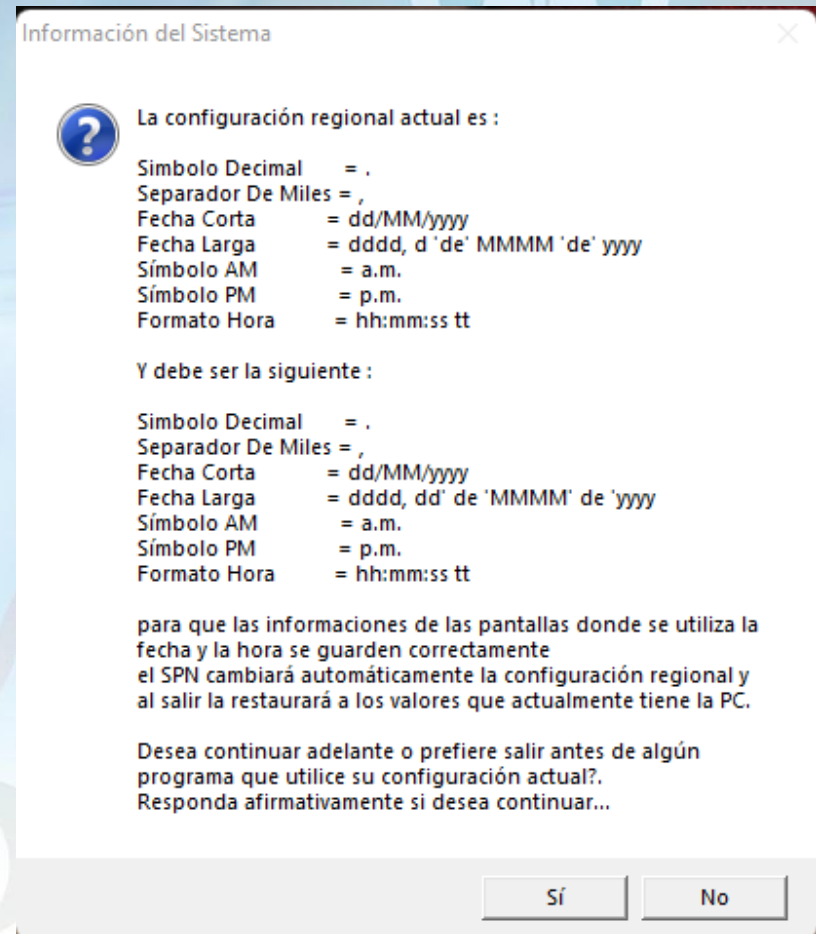 Información del Sistema
La configuración regional actual es :
Simbolo Decimal = .
Separador De Miles = ,
Fecha Corta = dd/MM/yyyy
Fecha Larga = dddd, d 'de' MMMM 'de' yyyy
Símbolo AM = a.m.
Símbolo PM = p.m.
Formato Hora = hh:mm:ss tt
Y debe ser la siguiente :
Simbolo Decimal = .
Separador De Miles = ,
Fecha Corta = dd/MM/yyyy
Fecha Larga = dddd, dd' de 'MMMM' de 'yyyy
Símbolo AM = a.m.
Símbolo PM = p.m.
Formato Hora = hh:mm:ss tt
para que las informaciones de las pantallas donde se utiliza la
fecha y la hora se guarden correctamente
el SPN cambiará automáticamente la configuración regional y
al salir la restaurará a los valores que actualmente tiene la PC.
Desea continuar adelante o prefiere salir antes de algún
programa que utilice su configuración actual?.
Responda afirmativamente si desea continuar...
Sí No